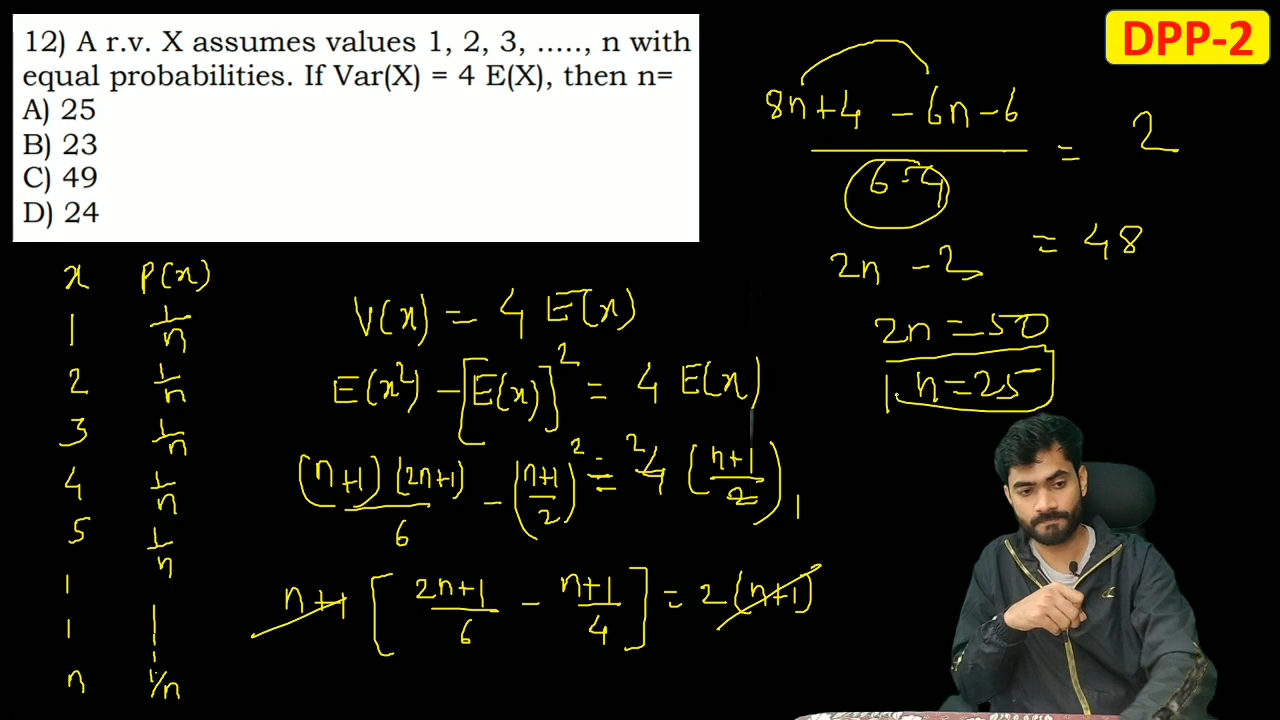 12) A r.v. X assumes values 1, 2, 3, ....., n with
equal probabilities. If Var(X) = 4 E(X), then n=
A) 25
B) 23
C) 49
D) 24
DPP-2
x P(x)
1 1/n
2 1/n
3 1/n
4 1/n
5 1/n
n 1/n
V(x) = 4 E(x)
E(x²) - [E(x)]² = 4 E(x)
(n+1)(2n+1)/6 - (n+1/2)² = ²4 (n+1/2)₁
n+1 [2n+1/6 - n+1/4] = 2(n+1)
8n+4 - 6n-6 / 6·4 = 2
2n - 2 = 48
2n = 50
n = 25